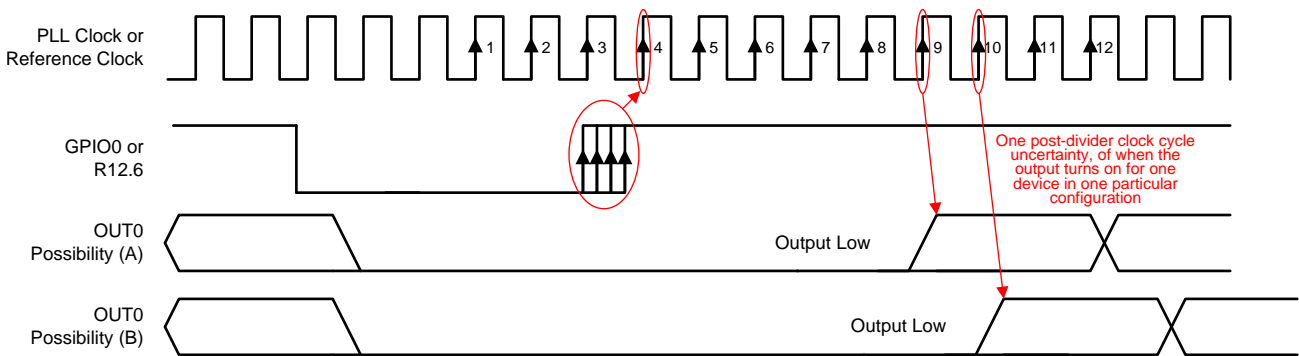 PLL Clock or
Reference Clock
1 2 3 4 5 6 7 8 9 10 11 12
GPIO0 or
R12.6
One post-divider clock cycle
uncertainty, of when the
output turns on for one
device in one particular
configuration
OUT0
Possibility (A)
Output Low
OUT0
Possibility (B)
Output Low